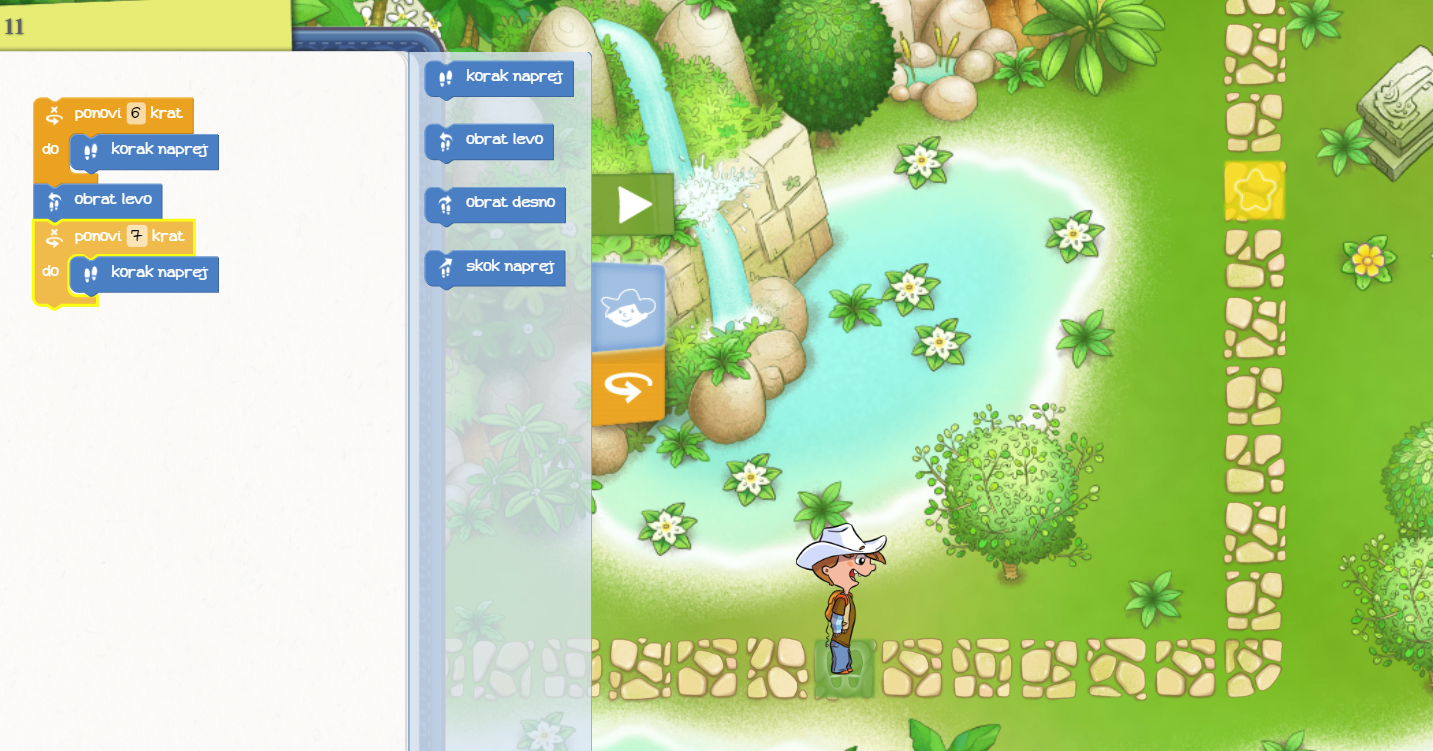 11
ponovi 6 krat
do korak naprej
obrat levo
ponovi 7 krat
do korak naprej
korak naprej
obrat levo
obrat desno
skok naprej